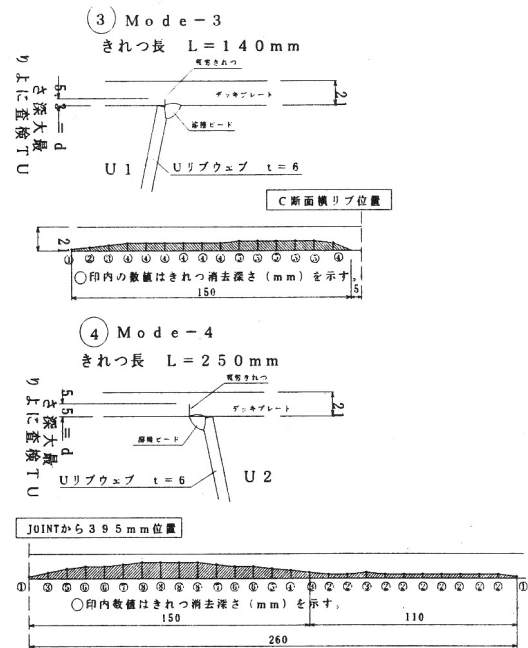 ③ Mode-3
きれつ長 L=140mm
疲労きれつ
デッキプレート
12
溶接ビード
U1
Uリブウェブ t=6
UT検査により
最大深さ
d=3.5
C断面横リブ位置
12
○印内の数値はきれつ消去深さ(mm)を示す。
5
150
④ Mode-4
きれつ長 L=250mm
疲労きれつ
デッキプレート
12
溶接ビード
Uリブウェブ t=6
U2
UT検査により
最大深さ
d=5.5
JOINTから395mm位置
○印内数値はきれつ消去深さ(mm)を示す。
150
110
260